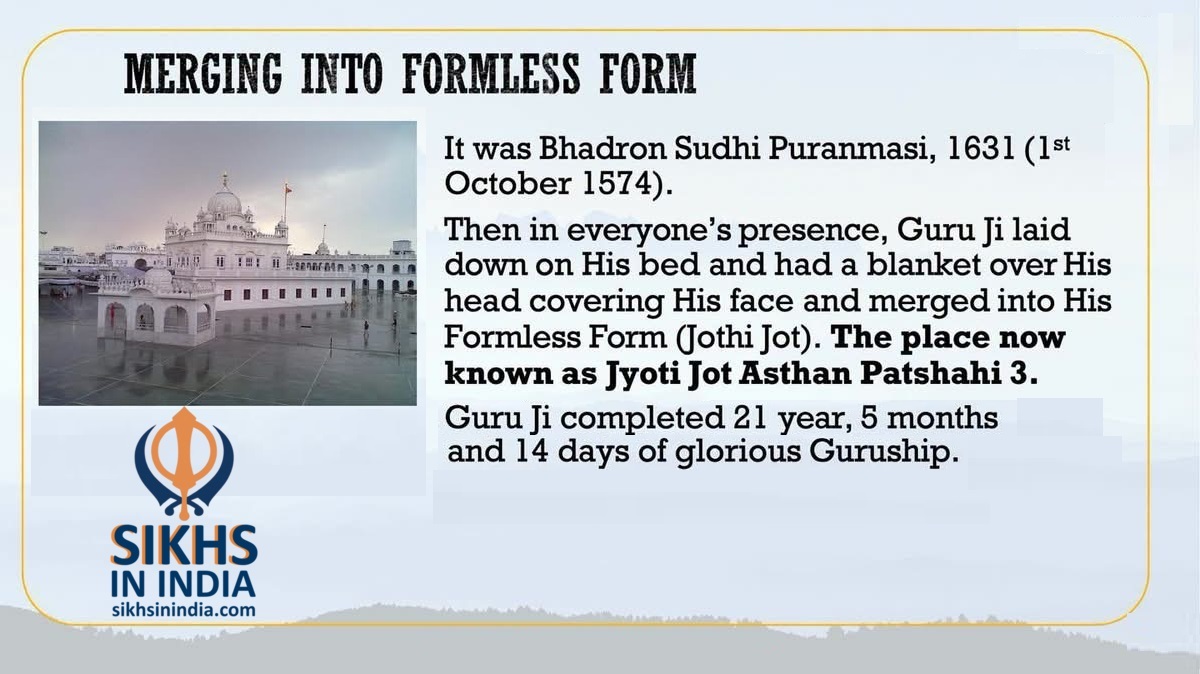 MERGING INTO FORMLESS FORM
It was Bhadron Sudhi Puranmasi, 1631 (1st
October 1574).
Then in everyone’s presence, Guru Ji laid
down on His bed and had a blanket over His
head covering His face and merged into His
Formless Form (Jothi Jot). The place now
known as Jyoti Jot Asthan Patshahi 3.
Guru Ji completed 21 year, 5 months
and 14 days of glorious Guruship.
SIKHS
IN INDIA
sikhsinindia.com